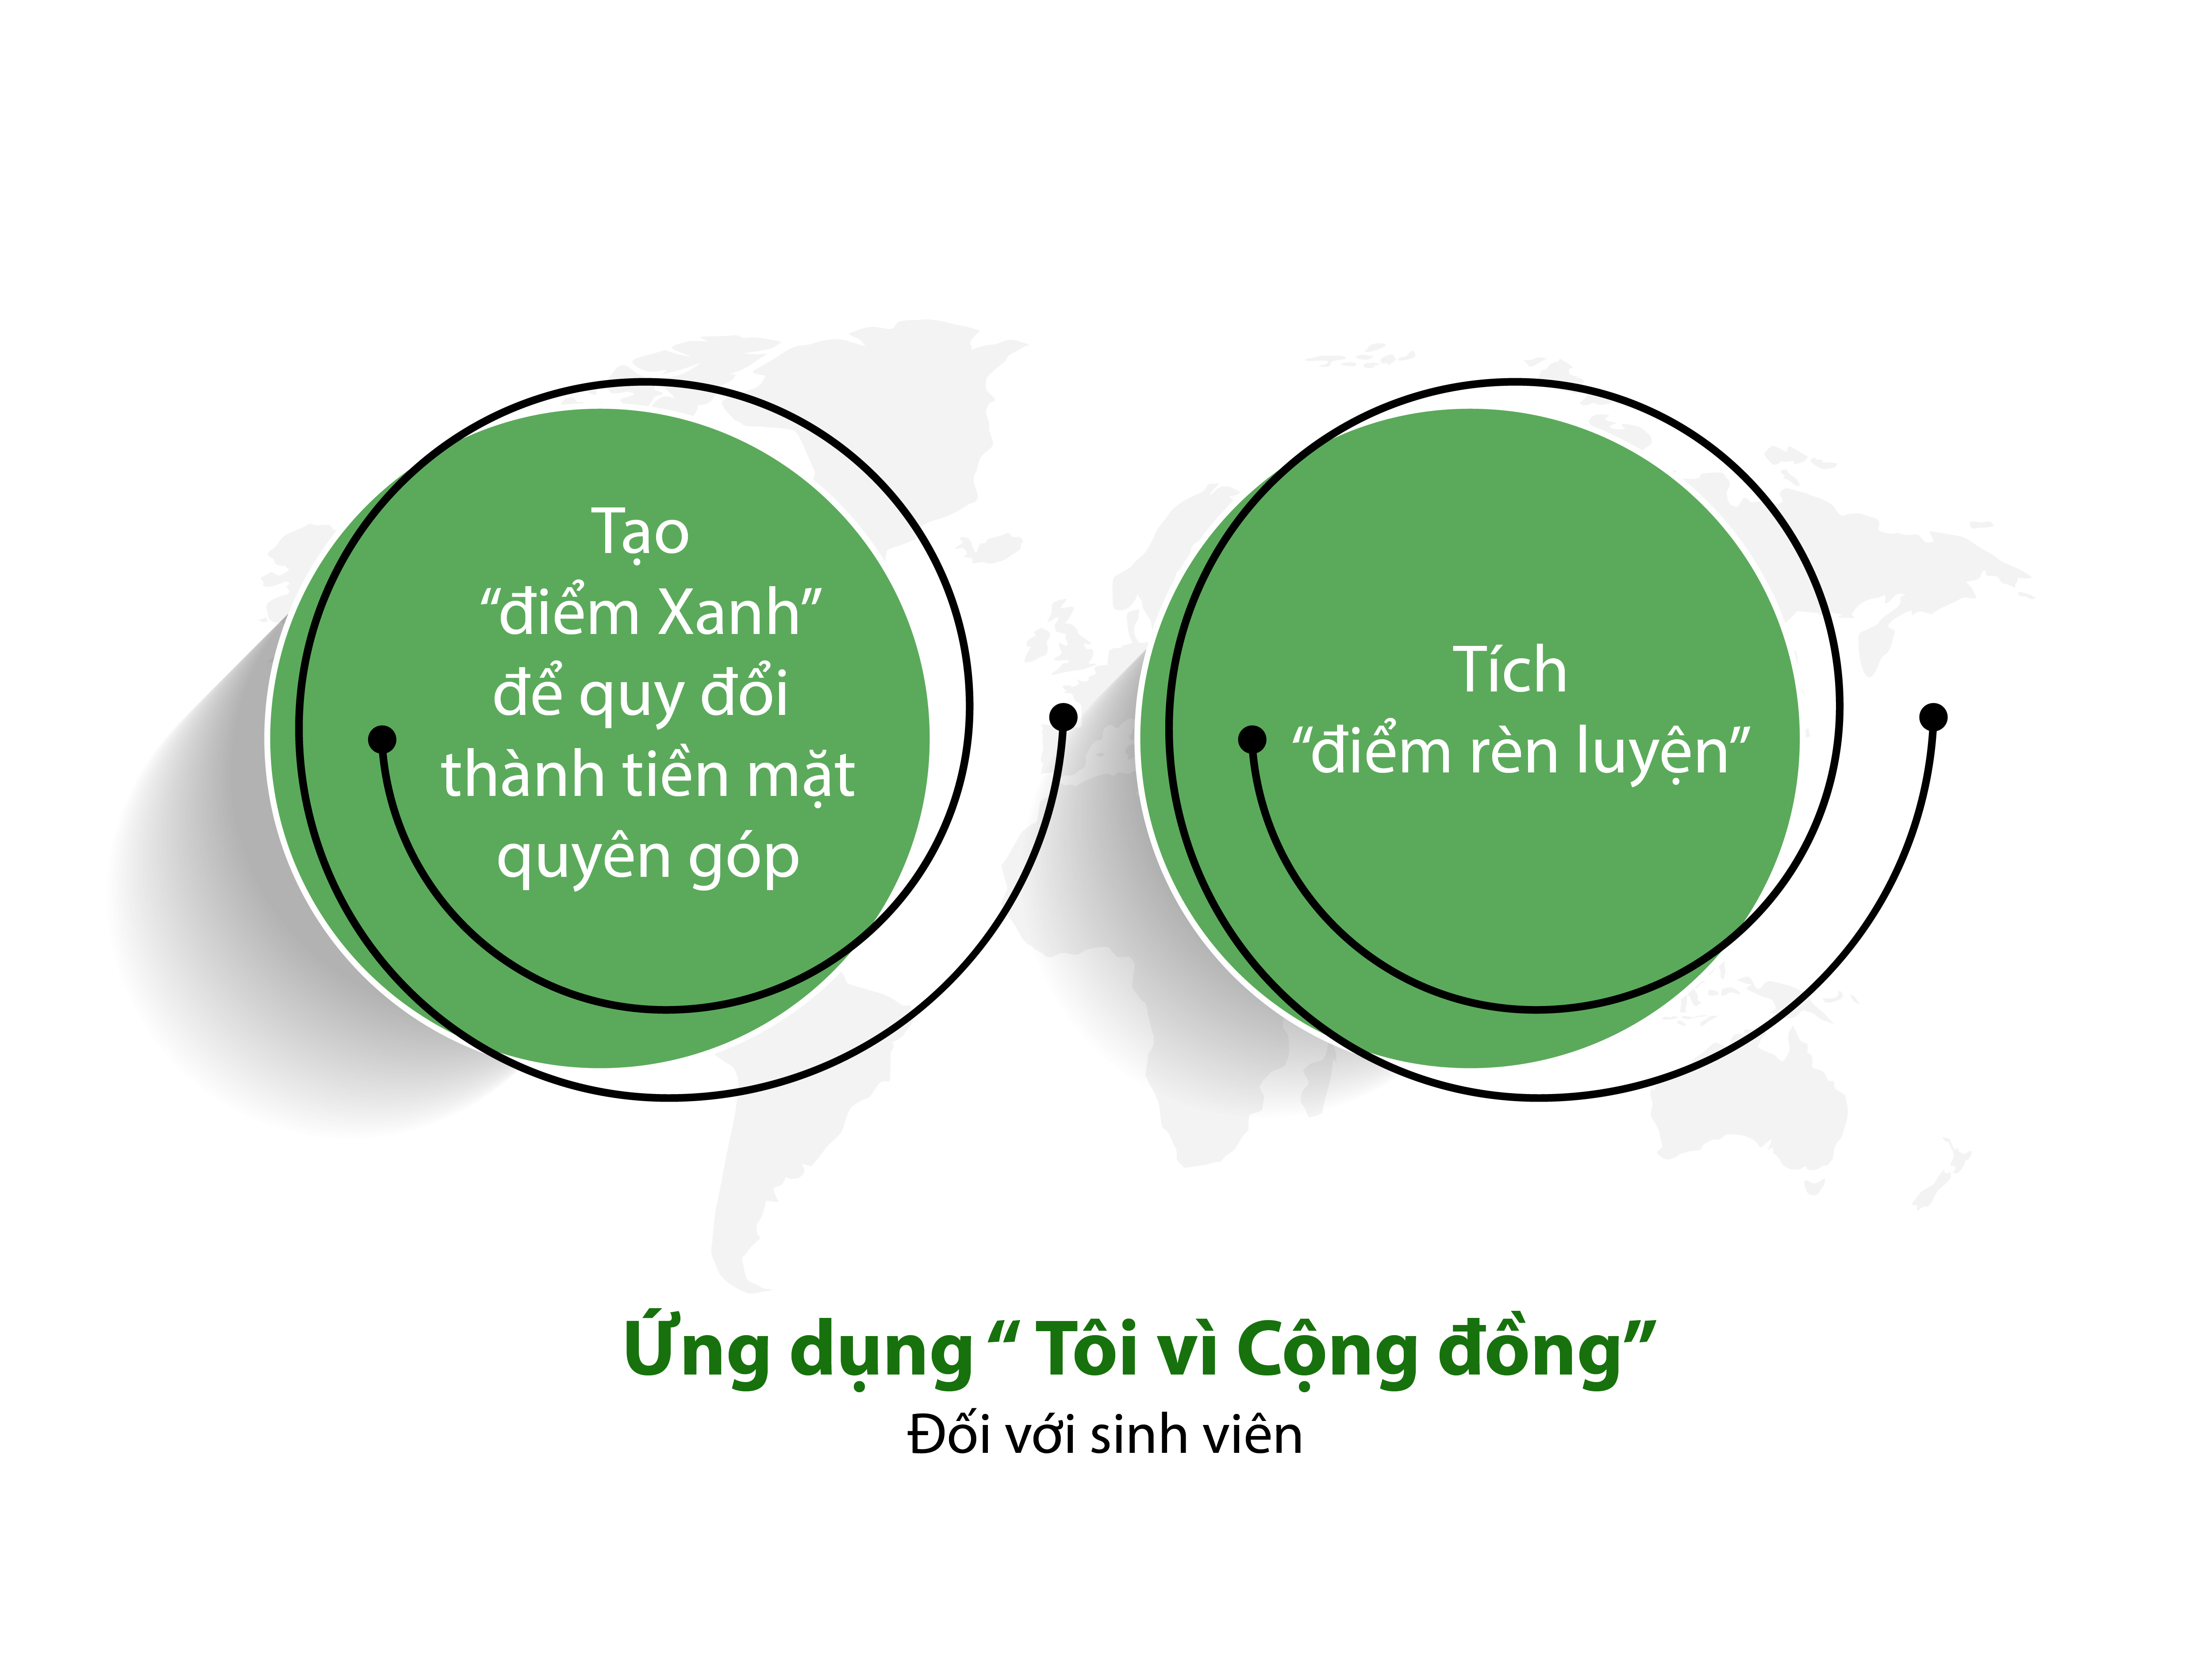 Tạo
“điểm Xanh”
để quy đổi
thành tiền mặt
quyên góp
Tích
“điểm rèn luyện”
Ứng dụng “ Tôi vì Cộng đồng”
Đối với sinh viên